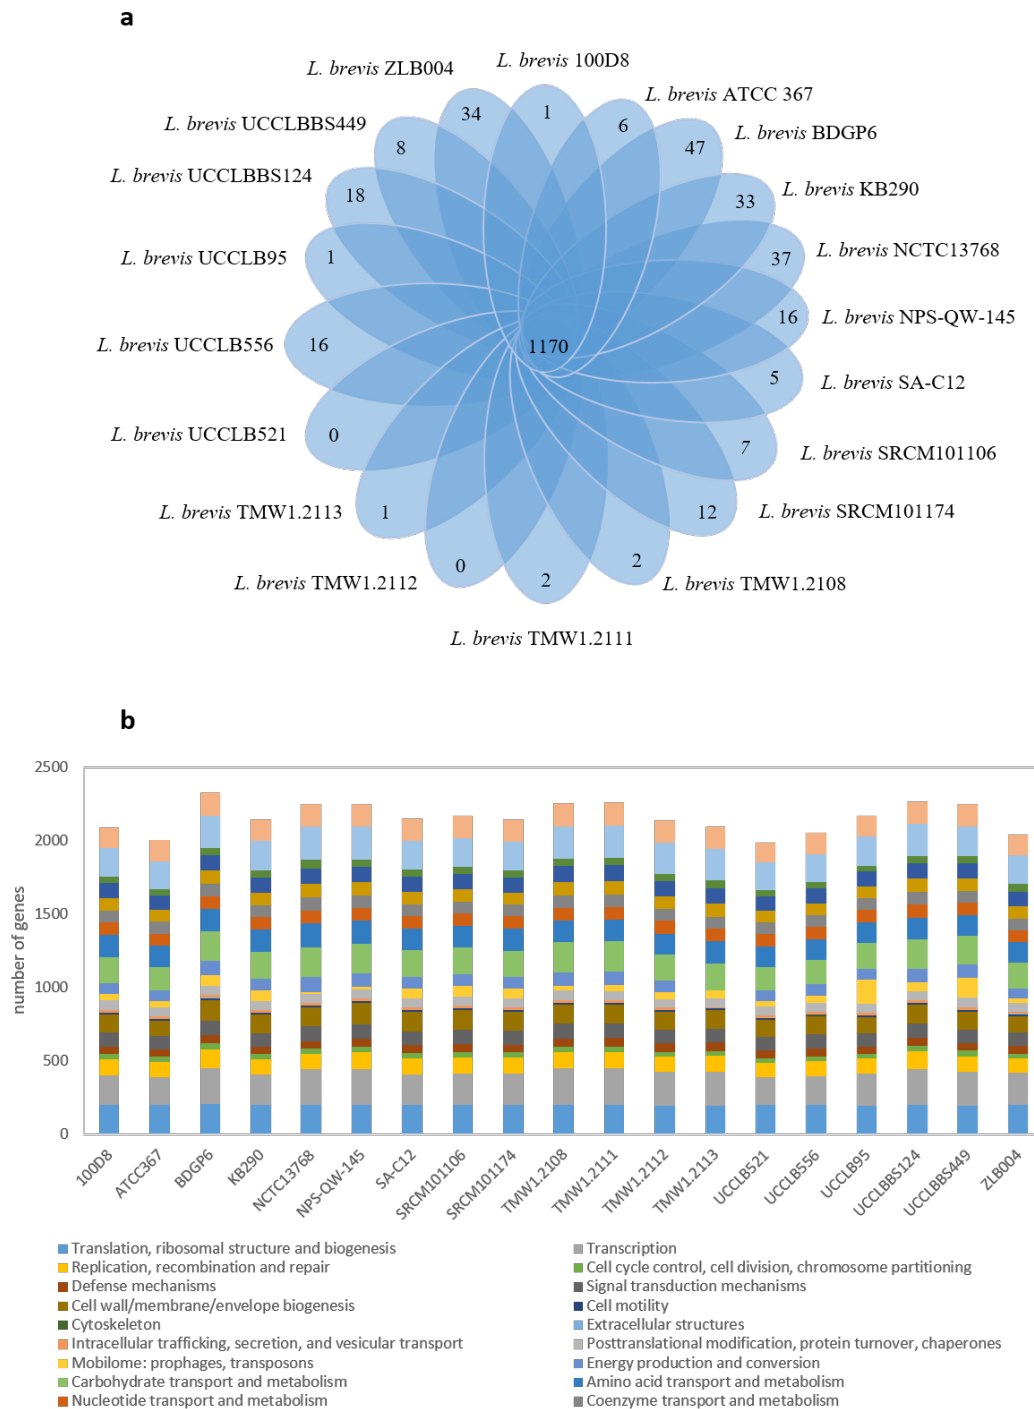 a
L. brevis 100D8
L. brevis ZLB004
L. brevis ATCC 367
L. brevis UCCLBBS449
L. brevis BDGP6
L. brevis UCCLBBS124
L. brevis KB290
L. brevis UCCLB95
L. brevis NCTC13768
L. brevis UCCLB556
L. brevis NPS-QW-145
L. brevis UCCLB521
L. brevis SA-C12
L. brevis TMW1.2113
L. brevis SRCM101106
L. brevis TMW1.2112
L. brevis SRCM101174
L. brevis TMW1.2111
L. brevis TMW1.2108
34
1
6
47
8
33
18
37
1
16
16
1170
5
0
7
1
12
0
2
2
b
number of genes
2500
2000
1500
1000
500
0
100D8
ATCC367
BDGP6
KB290
NCTC13768
NPS-QW-145
SA-C12
SRCM101106
SRCM101174
TMW1.2108
TMW1.2111
TMW1.2112
TMW1.2113
UCCLB521
UCCLB556
UCCLB95
UCCLBBS124
UCCLBBS449
ZLB004
Translation, ribosomal structure and biogenesis
Transcription
Replication, recombination and repair
Cell cycle control, cell division, chromosome partitioning
Defense mechanisms
Signal transduction mechanisms
Cell wall/membrane/envelope biogenesis
Cell motility
Cytoskeleton
Extracellular structures
Intracellular trafficking, secretion, and vesicular transport
Posttranslational modification, protein turnover, chaperones
Mobilome: prophages, transposons
Energy production and conversion
Carbohydrate transport and metabolism
Amino acid transport and metabolism
Nucleotide transport and metabolism
Coenzyme transport and metabolism